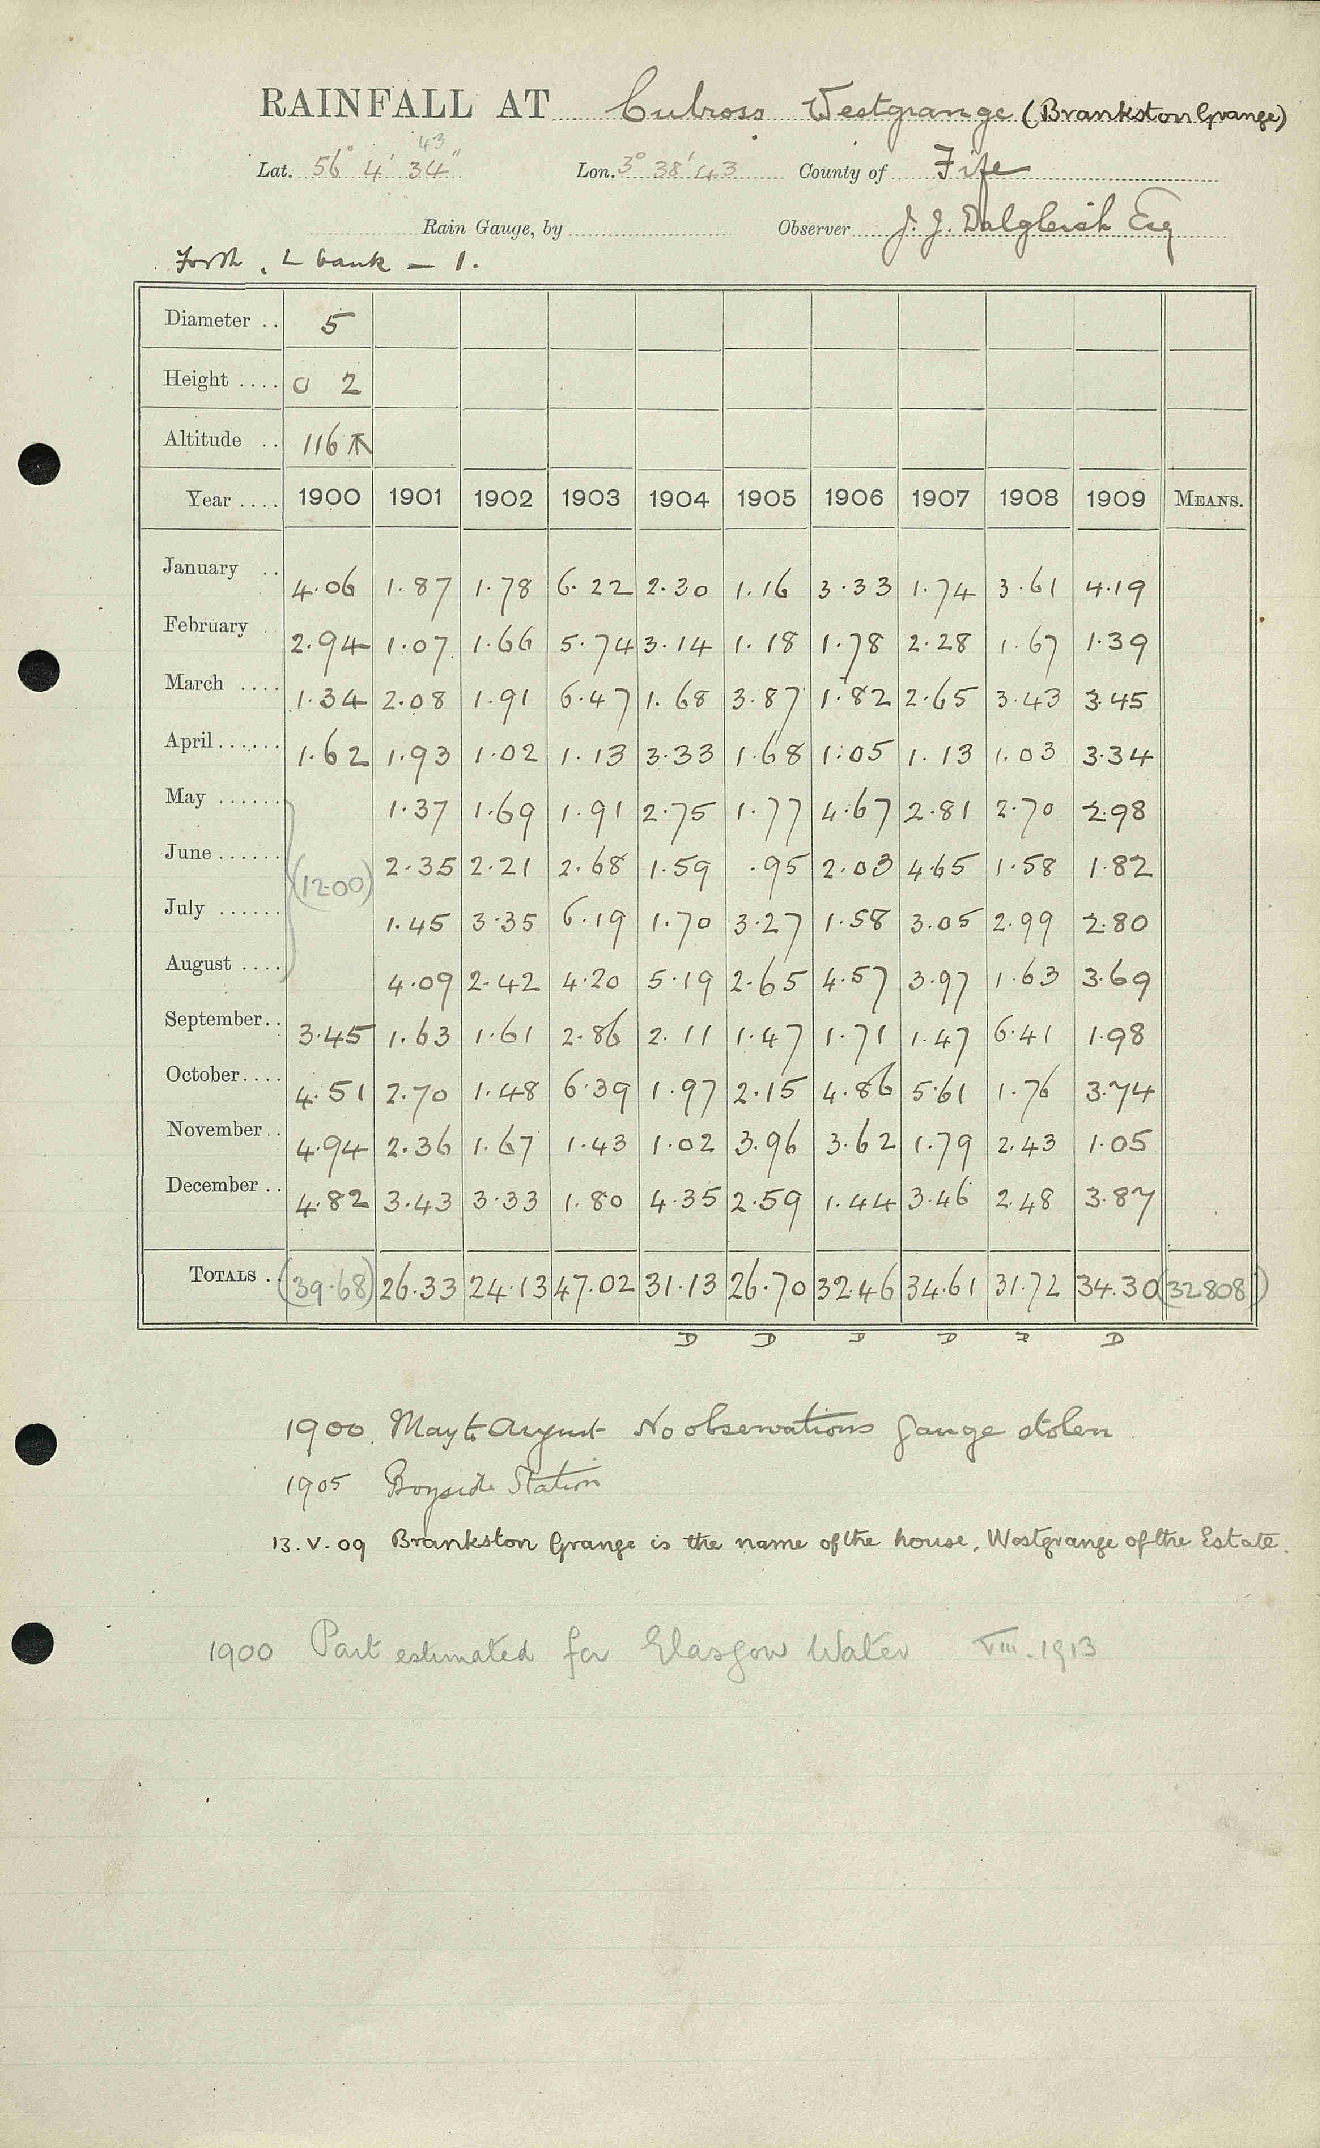 RAINFALL AT Culross Westgrange (Brankston Grange)
43
Lat. 56° 4' 34" Lon. 3° 38' 43 County of Fife
Rain Gauge, by Observer J. J. Dalgleish Esq
Forth, L bank — 1.
Diameter .. 5
Height .... 0 2
Altitude .. 116
Year .... 1900 1901 1902 1903 1904 1905 1906 1907 1908 1909 MEANS.
January .. 4.06 1.87 1.78 6.22 2.30 1.16 3.33 1.74 3.61 4.19
February 2.94 1.07 1.66 5.74 3.14 1.18 1.78 2.28 1.67 1.39
March .... 1.34 2.08 1.91 6.47 1.68 3.87 1.82 2.65 3.43 3.45
April...... 1.62 1.93 1.02 1.13 3.33 1.68 1.05 1.13 1.03 3.34
May ...... 1.37 1.69 1.91 2.75 1.77 4.67 2.81 2.70 2.98
June ...... (12.00) 2.35 2.21 2.68 1.59 .95 2.03 4.65 1.58 1.82
July ...... 1.45 3.35 6.19 1.70 3.27 1.58 3.05 2.99 2.80
August .... 4.09 2.42 4.20 5.19 2.65 4.57 3.97 1.63 3.69
September.. 3.45 1.63 1.61 2.86 2.11 1.47 1.71 1.47 6.41 1.98
October.... 4.51 2.70 1.48 6.39 1.97 2.15 4.86 5.61 1.76 3.74
November.. 4.94 2.36 1.67 1.43 1.02 3.96 3.62 1.79 2.43 1.05
December .. 4.82 3.43 3.33 1.80 4.35 2.59 1.44 3.46 2.48 3.87
TOTALS .. (39.68) 26.33 24.13 47.02 31.13 26.70 32.46 34.61 31.72 34.30 (32.808)
D D D D D D
1900 May to August No observations gauge stolen
1905 Station
13.V.09 Brankston Grange is the name of the house, Westgrange of the Estate.
1900 Part estimated for Glasgow Water VIII.1913